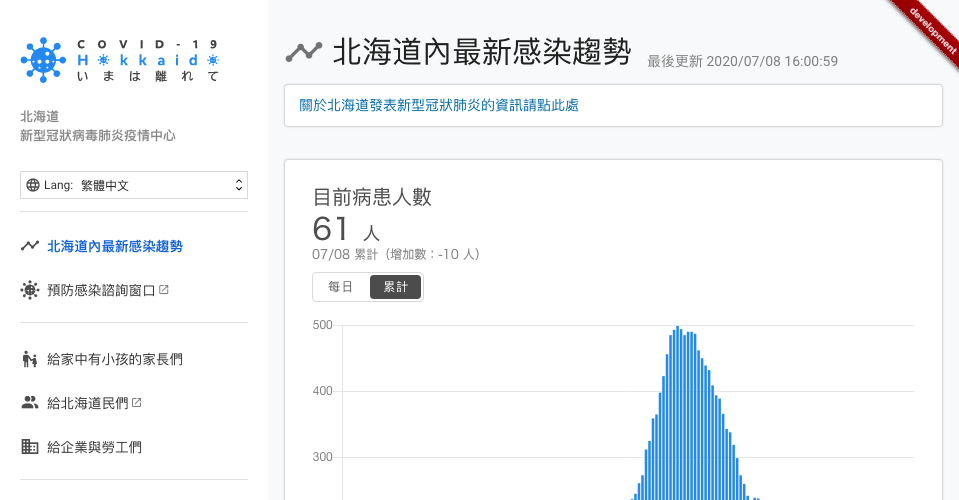 COVID-19
Hokkaido
いまは離れて
北海道
新型冠狀病毒肺炎疫情中心
Lang: 繁體中文
北海道內最新感染趨勢
預防感染諮詢窗口
給家中有小孩的家長們
給北海道民們
給企業與勞工們
北海道內最新感染趨勢
最後更新 2020/07/08 16:00:59
development
關於北海道發表新型冠狀肺炎的資訊請點此處
目前病患人數
61 人
07/08 累計（增加數：-10 人）
每日 累計
500
400
300